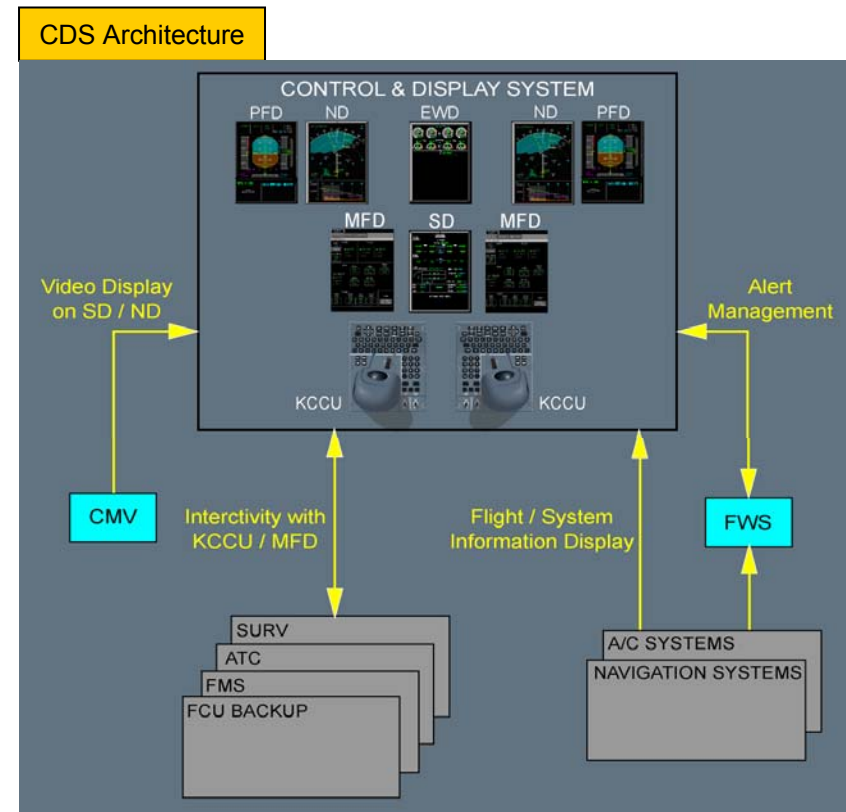 CDS Architecture
CONTROL & DISPLAY SYSTEM
PFD ND EWD ND PFD
MFD SD MFD
KCCU KCCU
Video Display
on SD / ND
Alert
Management
CMV
Interctivity with
KCCU / MFD
Flight / System
Information Display
FWS
SURV
ATC
FMS
FCU BACKUP
A/C SYSTEMS
NAVIGATION SYSTEMS